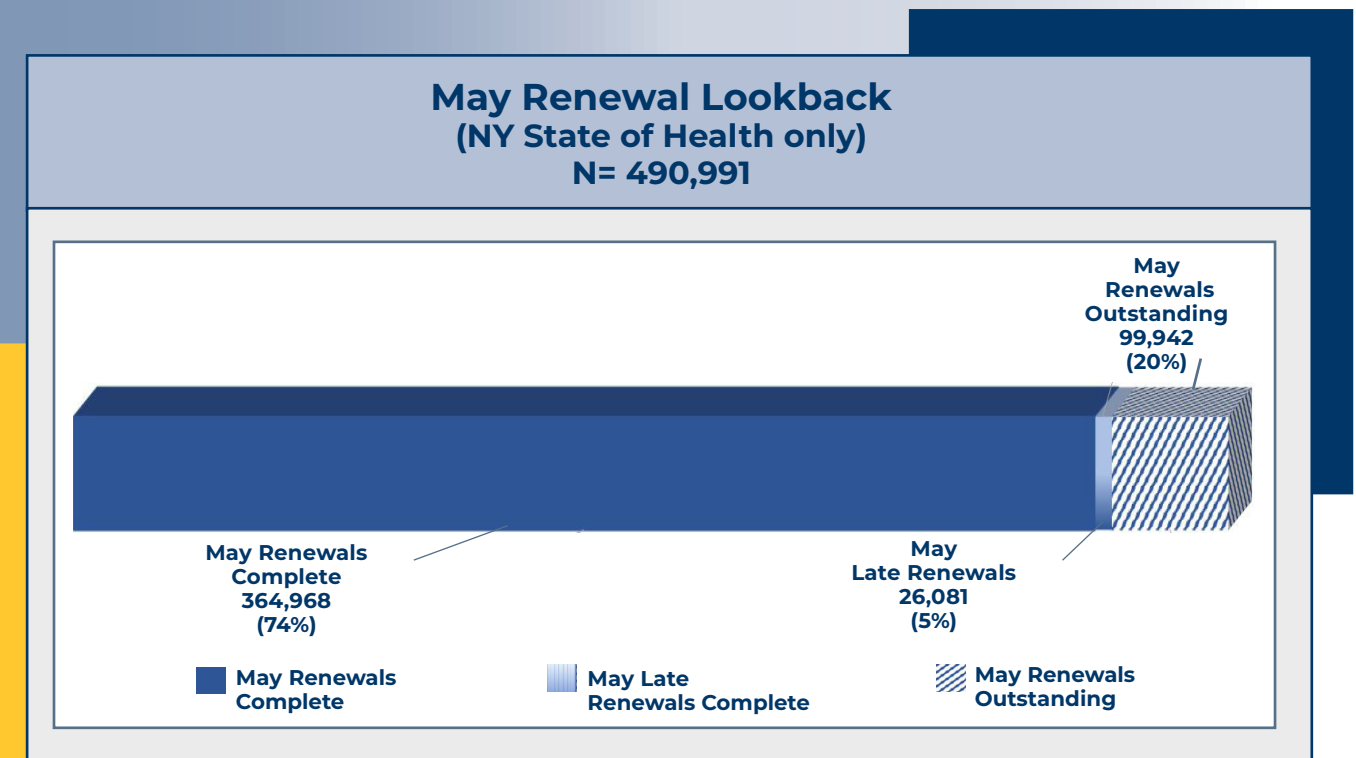 May Renewal Lookback
(NY State of Health only)
N= 490,991
May
Renewals
Outstanding
99,942
(20%)
May Renewals
Complete
364,968
(74%)
May
Late Renewals
26,081
(5%)
May Renewals
Complete
May Late
Renewals Complete
May Renewals
Outstanding